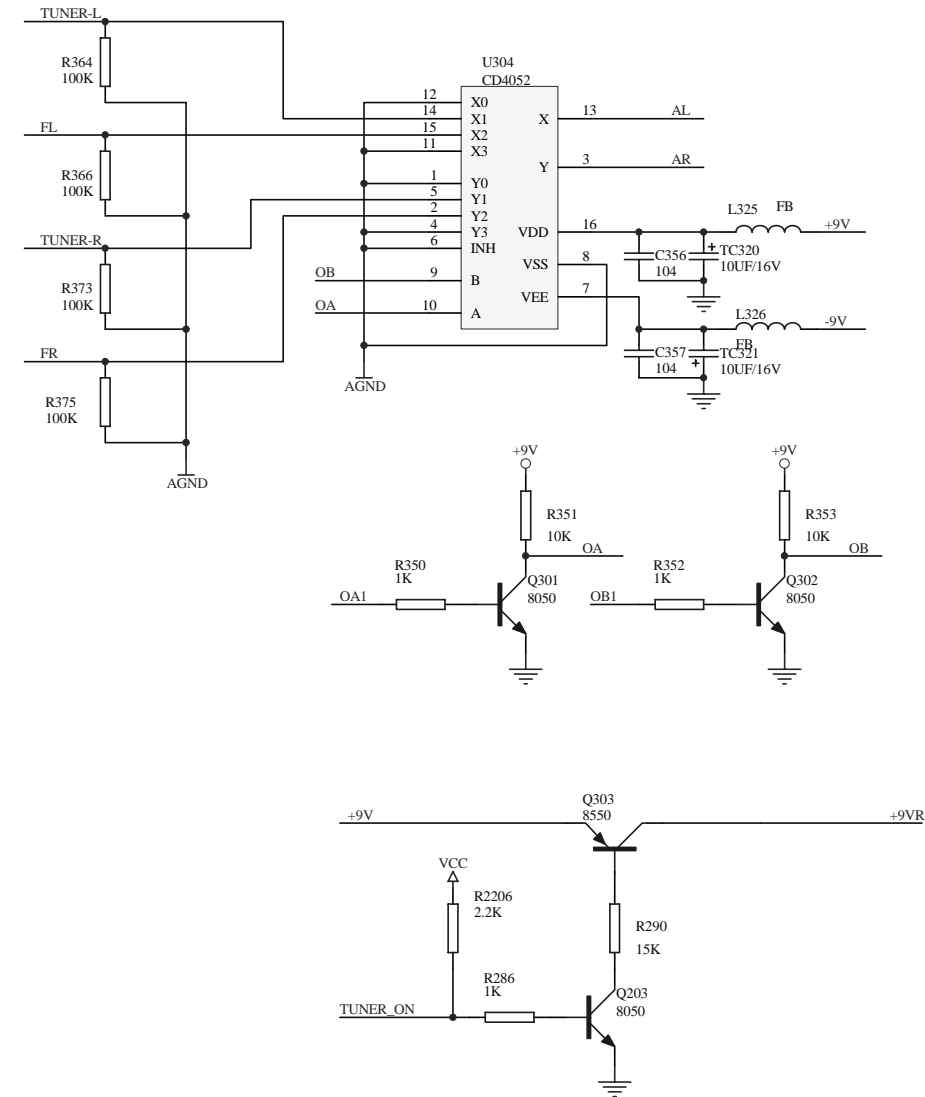 TUNER-L
R364
100K
FL
R366
100K
TUNER-R
R373
100K
FR
R375
100K
AGND
U304
CD4052
12 X0
14 X1
15 X2
11 X3
1 Y0
5 Y1
2 Y2
4 Y3
6 INH
OB 9 B
OA 10 A
X 13 AL
Y 3 AR
VDD 16
VSS 8
VEE 7
AGND
L325 FB
+9V
C356
104
TC320
10UF/16V
L326
-9V
FB
C357
104
TC321
10UF/16V
+9V
R351
10K
OA
R350
1K
OA1
Q301
8050
+9V
R353
10K
OB
R352
1K
OB1
Q302
8050
Q303
8550
+9V
+9VR
VCC
R2206
2.2K
R290
15K
R286
1K
TUNER_ON
Q203
8050